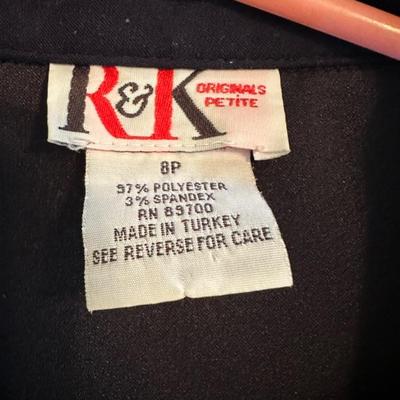 R&K
ORIGINALS
PETITE
8P
97% POLYESTER
3% SPANDEX
RN 89700
MADE IN TURKEY
SEE REVERSE FOR CARE